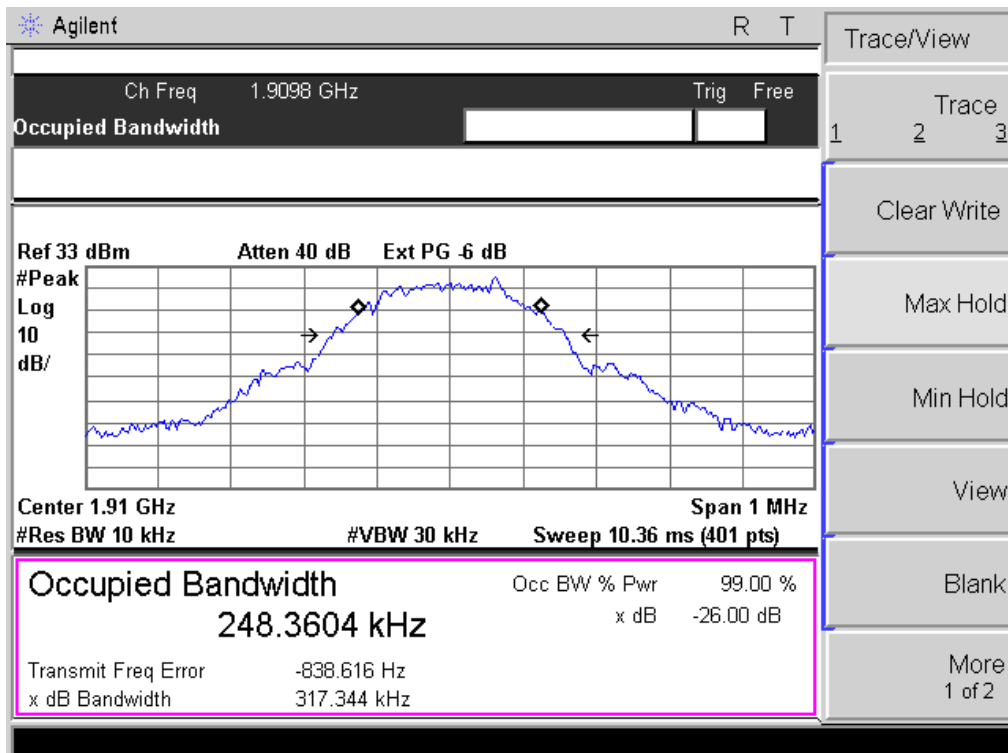 Agilent R T
Ch Freq 1.9098 GHz Trig Free
Occupied Bandwidth
Ref 33 dBm Atten 40 dB Ext PG -6 dB
#Peak
Log
10
dB/
Center 1.91 GHz Span 1 MHz
#Res BW 10 kHz #VBW 30 kHz Sweep 10.36 ms (401 pts)
Occupied Bandwidth Occ BW % Pwr 99.00 %
248.3604 kHz x dB -26.00 dB
Transmit Freq Error -838.616 Hz
x dB Bandwidth 317.344 kHz
Trace/View
Trace
1 2 3
Clear Write
Max Hold
Min Hold
View
Blank
More
1 of 2